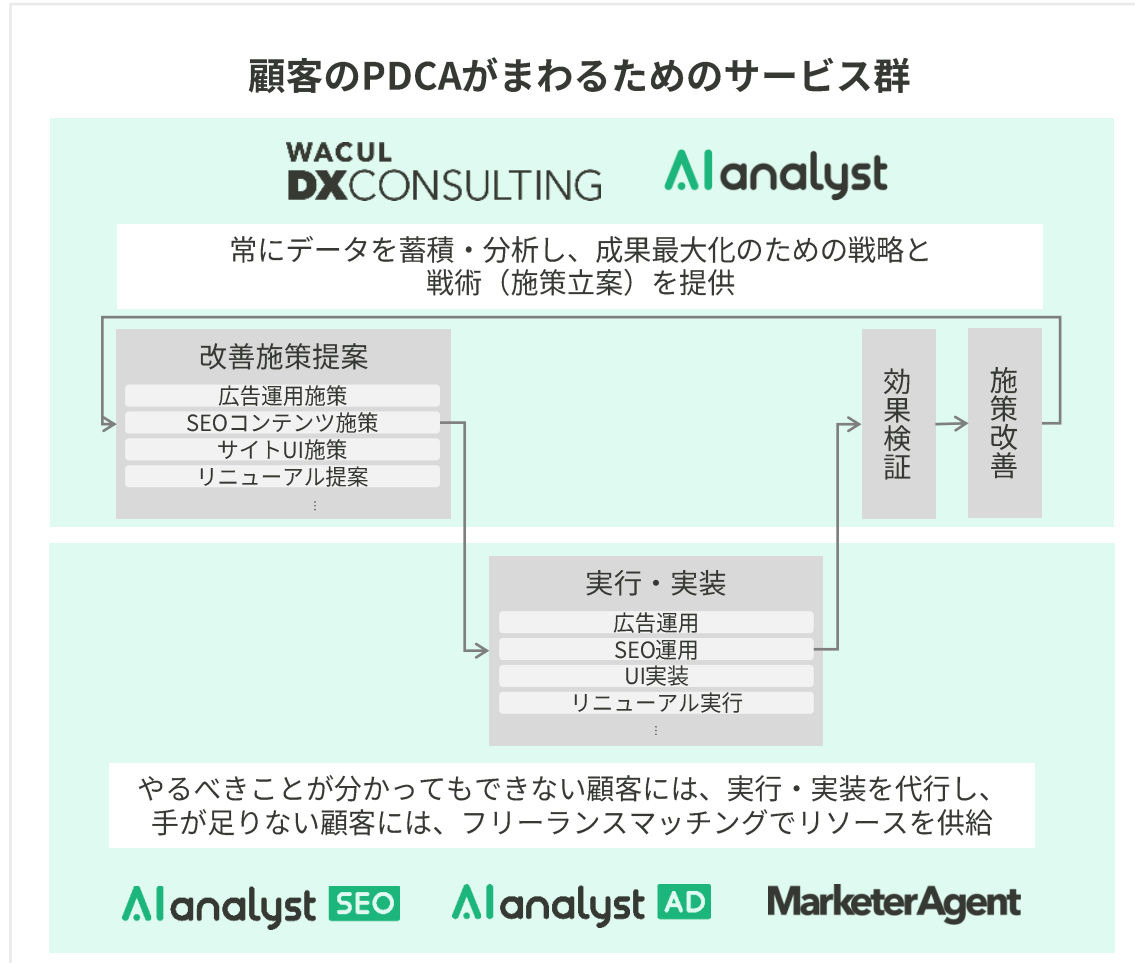 顧客のPDCAがまわるためのサービス群
WACUL
DXCONSULTING
AI analyst
常にデータを蓄積・分析し、成果最大化のための戦略と
戦術（施策立案）を提供
改善施策提案
広告運用施策
SEOコンテンツ施策
サイトUI施策
リニューアル提案
⋮
効果検証
施策改善
実行・実装
広告運用
SEO運用
UI実装
リニューアル実行
⋮
やるべきことが分かってもできない顧客には、実行・実装を代行し、
手が足りない顧客には、フリーランスマッチングでリソースを供給
AI analyst SEO
AI analyst AD
MarketerAgent